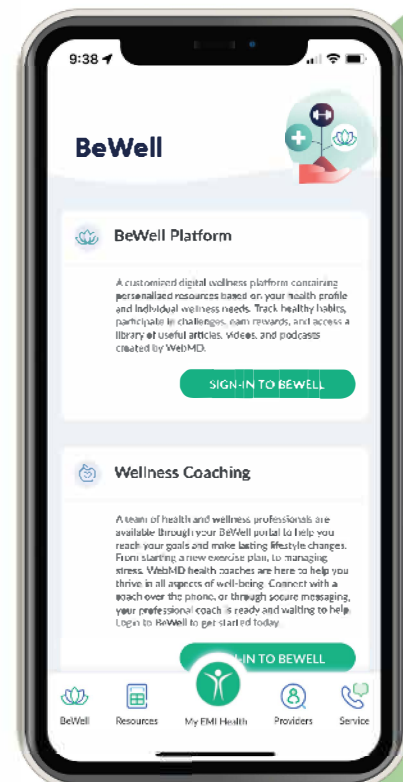 9:38
BeWell
BeWell Platform
A customized digital wellness platform containing
personalized resources based on your health profile
and individual wellness needs. Track healthy habits,
participate in challenges, earn rewards, and access a
library of useful articles, videos, and podcasts
created by WebMD.
SIGN-IN TO BEWELL
Wellness Coaching
A team of health and wellness professionals are
available through your BeWell portal to help you
reach your goals and make lasting lifestyle changes.
From starting a new exercise plan, to managing
stress. WebMD health coaches are here to help you
thrive in all aspects of well-being. Connect with a
coach over the phone, or through secure messaging,
your professional coach is ready and waiting to help.
Login to BeWell to get started today.
-IN TO BEWELL
BeWell Resources My EMI Health Providers Service